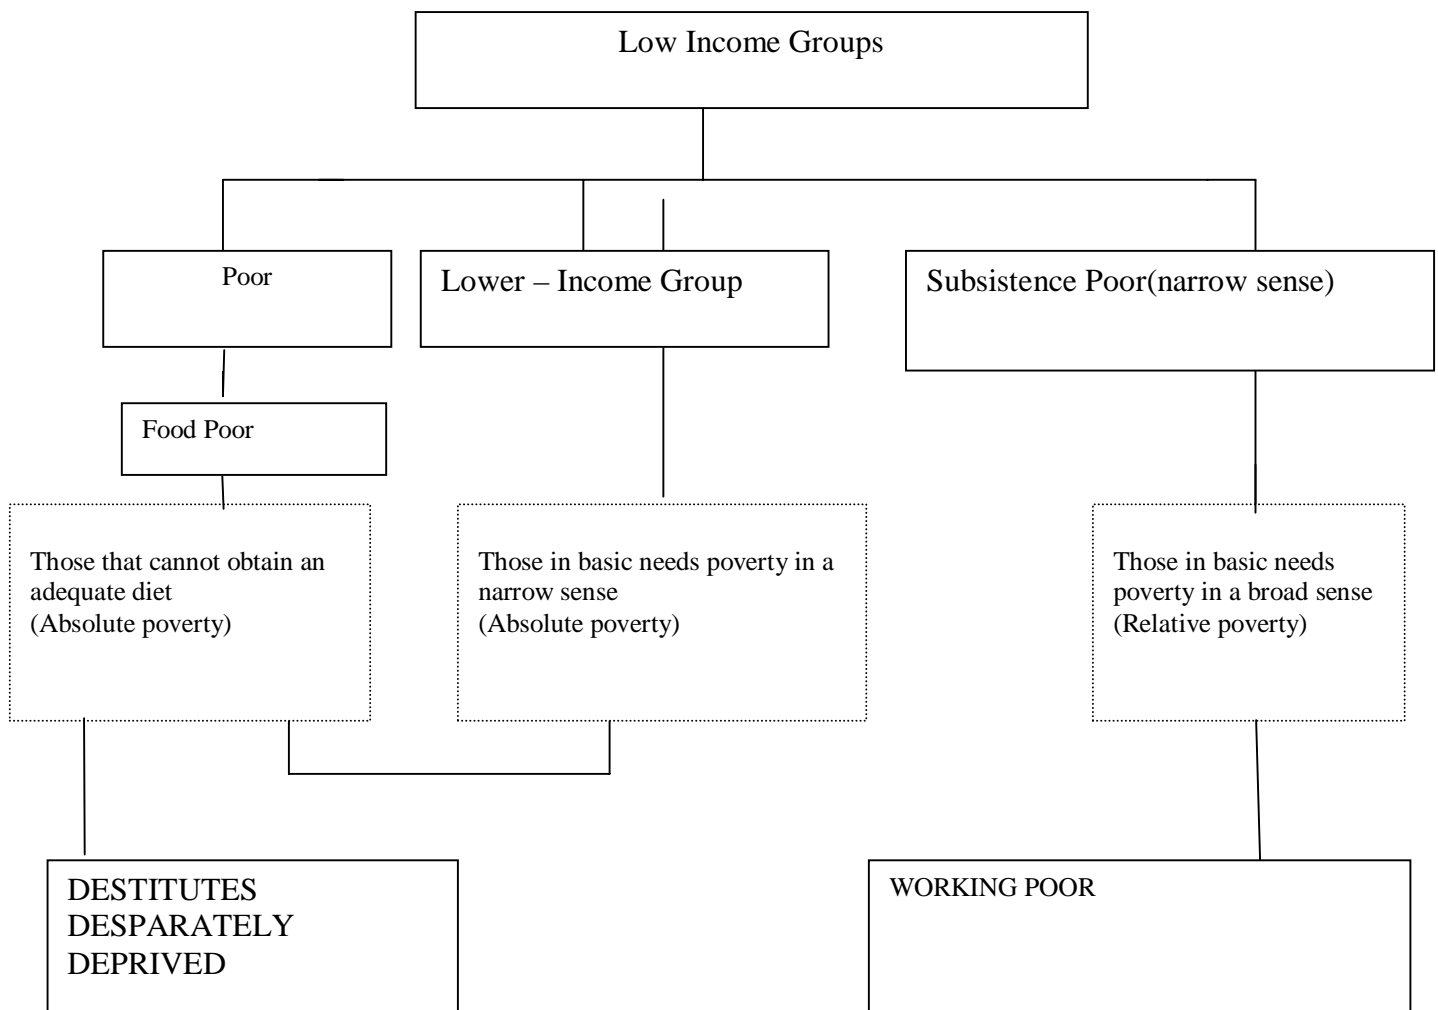 Low Income Groups
Poor
Lower – Income Group
Subsistence Poor(narrow sense)
Food Poor
Those that cannot obtain an
adequate diet
(Absolute poverty)
Those in basic needs poverty in a
narrow sense
(Absolute poverty)
Those in basic needs
poverty in a broad sense
(Relative poverty)
DESTITUTES
DESPARATELY
DEPRIVED
WORKING POOR